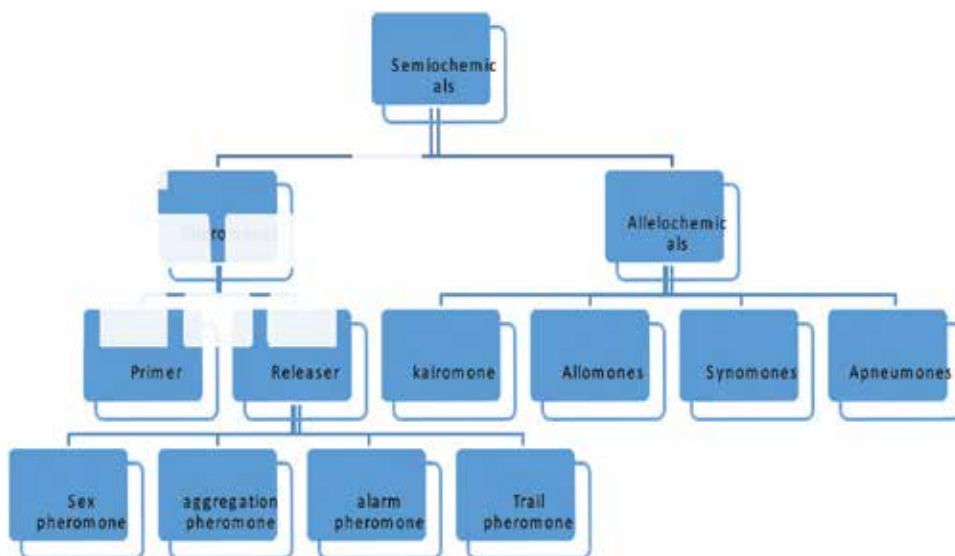 Semiochemic
als
Allelochemic
als
Primer
Releaser
kairomone
Allomones
Synomones
Apneumones
Sex
pheromone
aggregation
pheromone
alarm
pheromone
Trail
pheromone